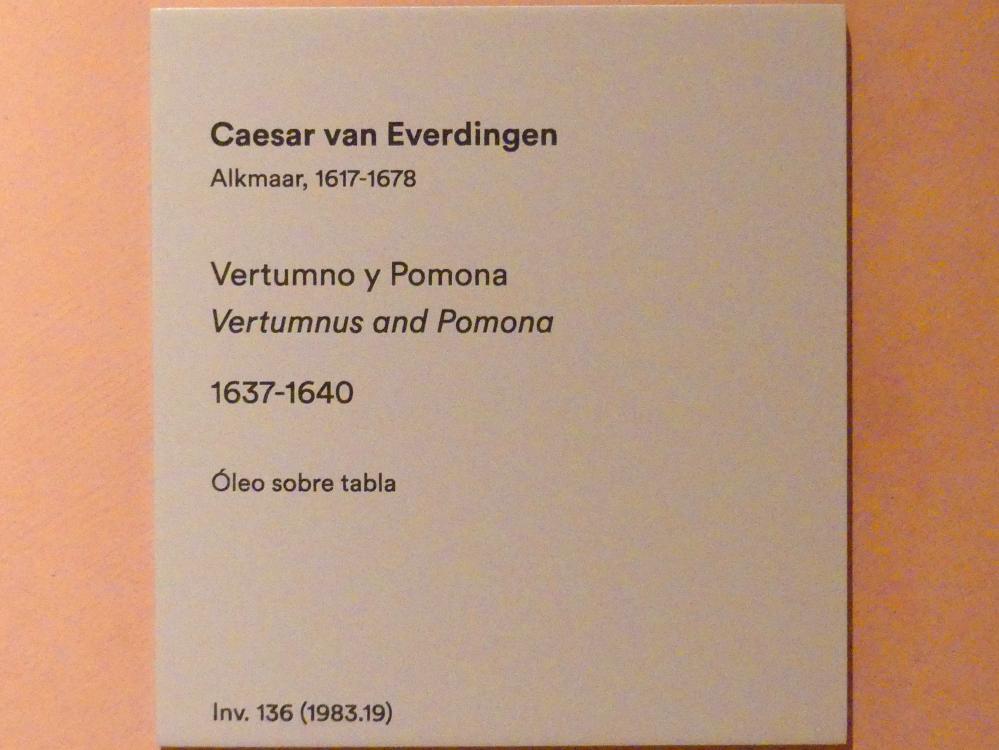 Caesar van Everdingen
Alkmaar, 1617-1678
Vertumno y Pomona
Vertumnus and Pomona
1637-1640
Óleo sobre tabla
Inv. 136 (1983.19)